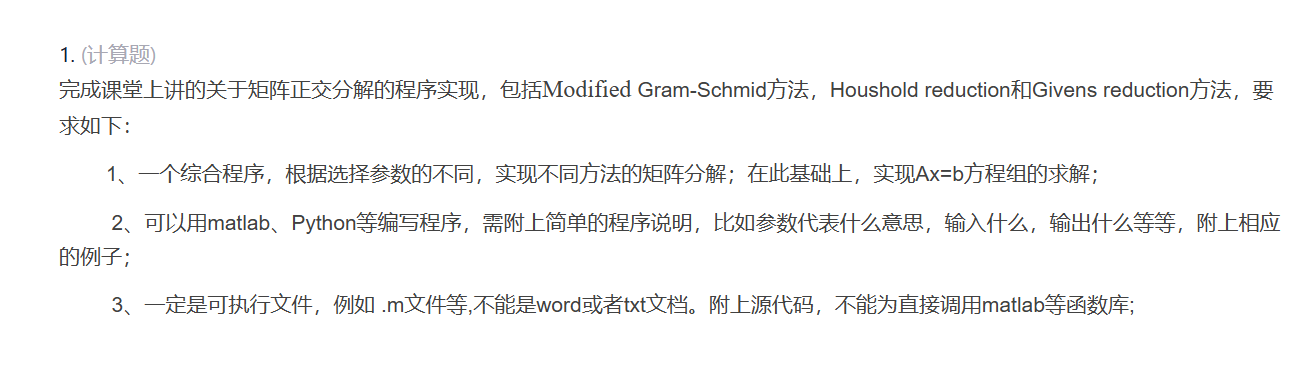 1. (计算题)
完成课堂上讲的关于矩阵正交分解的程序实现，包括Modified Gram-Schmid方法，Houshold reduction和Givens reduction方法，要
求如下：
1、一个综合程序，根据选择参数的不同，实现不同方法的矩阵分解；在此基础上，实现Ax=b方程组的求解；
2、可以用matlab、Python等编写程序，需附上简单的程序说明，比如参数代表什么意思，输入什么，输出什么等等，附上相应
的例子；
3、一定是可执行文件，例如 .m文件等,不能是word或者txt文档。附上源代码，不能为直接调用matlab等函数库;